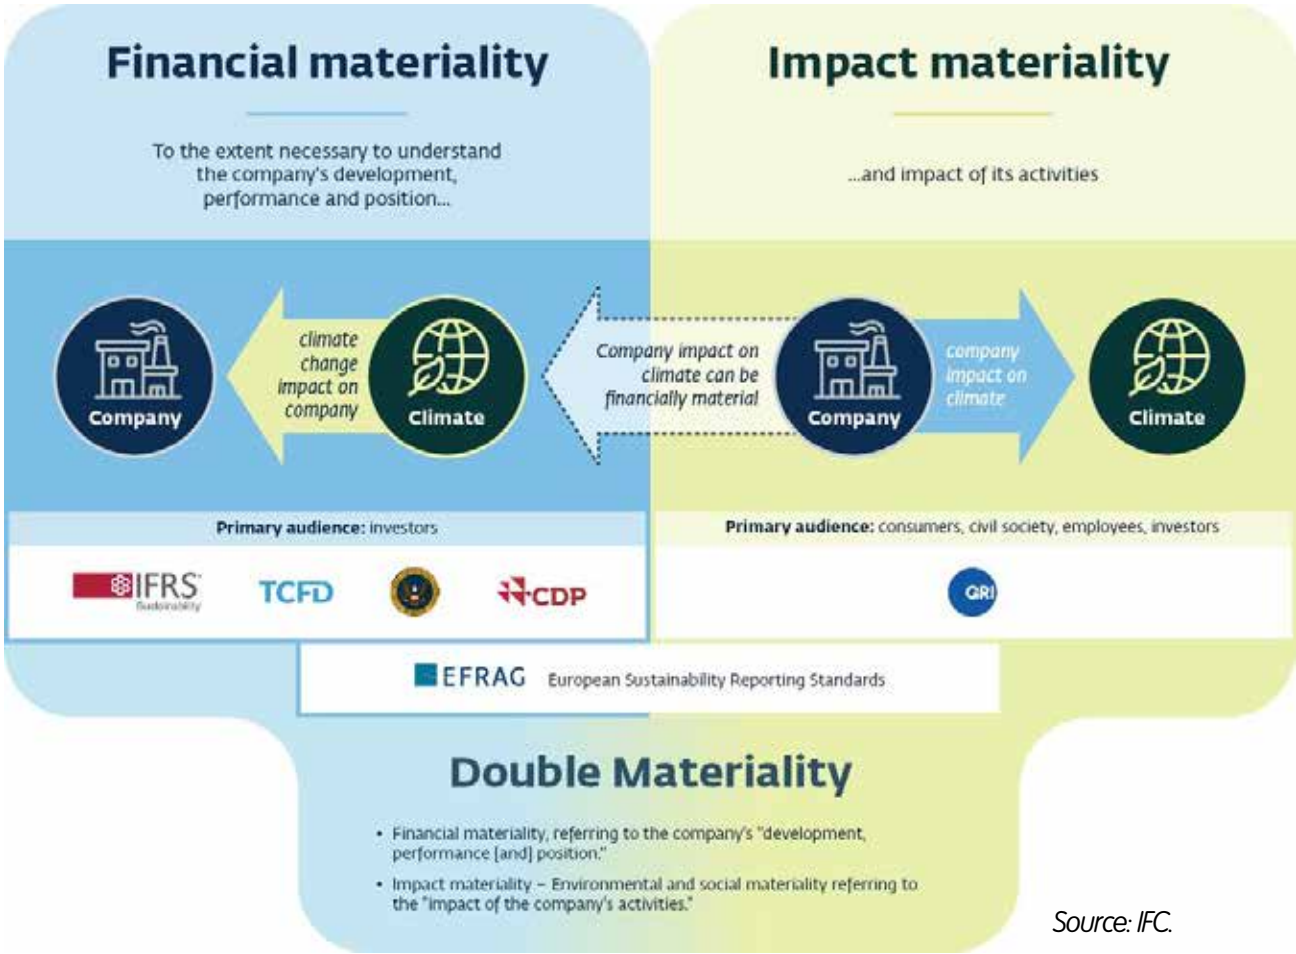 Financial materiality
To the extent necessary to understand
the company's development,
performance and position...
Impact materiality
...and impact of its activities
Company
climate
change
impact on
company
Climate
Company impact on
climate can be
financially material
Company
company
impact on
climate
Climate
Primary audience: investors
IFRS
Sustainability
TCFD
CDP
Primary audience: consumers, civil society, employees, investors
GRI
EFRAG European Sustainability Reporting Standards
Double Materiality
• Financial materiality, referring to the company's "development,
performance [and] position."
• Impact materiality – Environmental and social materiality referring to
the "impact of the company's activities."
Source: IFC.